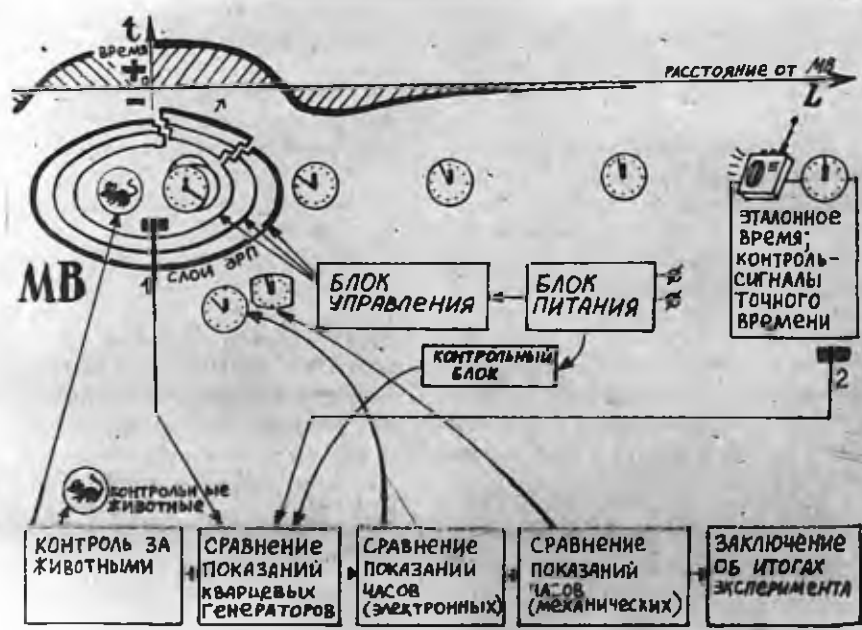 t
ВРЕМЯ
+
0
-
РАССТОЯНИЕ ОТ МВ
L
МВ
1
СЛОИ ЭРП
БЛОК
УПРАВЛЕНИЯ
БЛОК
ПИТАНИЯ
КОНТРОЛЬНЫЙ
БЛОК
ЭТАЛОННОЕ
ВРЕМЯ;
КОНТРОЛЬ-
СИГНАЛЫ
ТОЧНОГО
ВРЕМЕНИ
2
КОНТРОЛЬНЫЕ
ЖИВОТНЫЕ
КОНТРОЛЬ ЗА
ЖИВОТНЫМИ
СРАВНЕНИЕ
ПОКАЗАНИЙ
КВАРЦЕВЫХ
ГЕНЕРАТОРОВ
СРАВНЕНИЕ
ПОКАЗАНИЙ
ЧАСОВ
(ЭЛЕКТРОННЫХ)
СРАВНЕНИЕ
ПОКАЗАНИЙ
ЧАСОВ
(МЕХАНИЧЕСКИХ)
ЗАКЛЮЧЕНИЕ
ОБ ИТОГАХ
ЭКСПЕРИМЕНТА